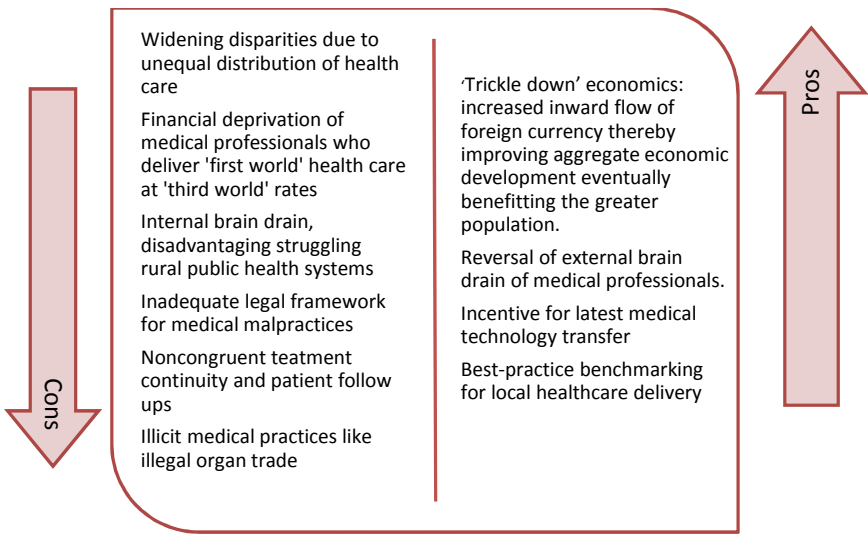 Widening disparities due to
unequal distribution of health
care
Financial deprivation of
medical professionals who
deliver 'first world' health care
at 'third world' rates
Internal brain drain,
disadvantaging struggling
rural public health systems
Inadequate legal framework
for medical malpractices
Noncongruent teatment
continuity and patient follow
ups
Illicit medical practices like
illegal organ trade
Cons
‘Trickle down’ economics:
increased inward flow of
foreign currency thereby
improving aggregate economic
development eventually
benefitting the greater
population.
Reversal of external brain
drain of medical professionals.
Incentive for latest medical
technology transfer
Best-practice benchmarking
for local healthcare delivery
Pros